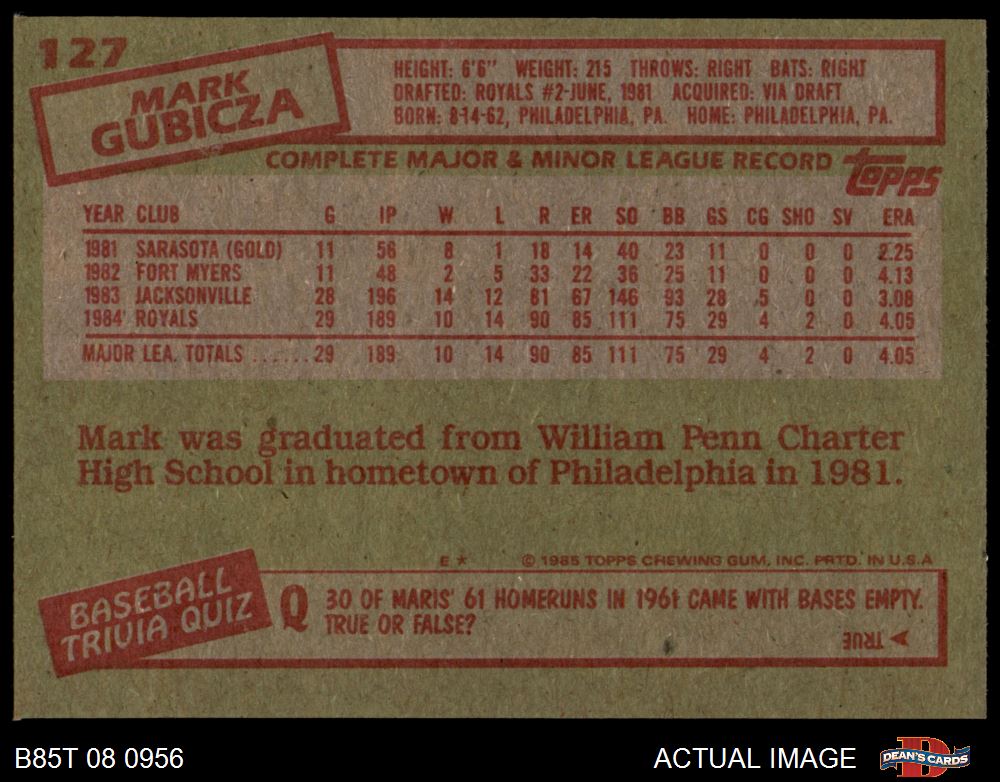 127
MARK
GUBICZA
HEIGHT: 6'6" WEIGHT: 215 THROWS: RIGHT BATS: RIGHT
DRAFTED: ROYALS #2-JUNE, 1981 ACQUIRED: VIA DRAFT
BORN: 8-14-62, PHILADELPHIA, PA. HOME: PHILADELPHIA, PA.
COMPLETE MAJOR & MINOR LEAGUE RECORD
topps
YEAR CLUB G IP W L R ER SO BB GS CG SHO SV ERA
1981 SARASOTA (GOLD) 11 56 8 1 18 14 40 23 11 0 0 0 2.25
1982 FORT MYERS 11 48 2 5 33 22 36 25 11 0 0 0 4.13
1983 JACKSONVILLE 28 196 14 12 81 67 146 93 28 5 0 0 3.08
1984 ROYALS 29 189 10 14 90 85 111 75 29 4 2 0 4.05
MAJOR LEA. TOTALS ...... 29 189 10 14 90 85 111 75 29 4 2 0 4.05
Mark was graduated from William Penn Charter
High School in hometown of Philadelphia in 1981.
E * © 1985 TOPPS CHEWING GUM, INC. PRTD. IN U.S.A
BASEBALL
TRIVIA QUIZ
Q 30 OF MARIS' 61 HOMERUNS IN 1961 CAME WITH BASES EMPTY.
TRUE OR FALSE?
TRUE
B85T 08 0956
ACTUAL IMAGE
D
DEAN'S CARDS